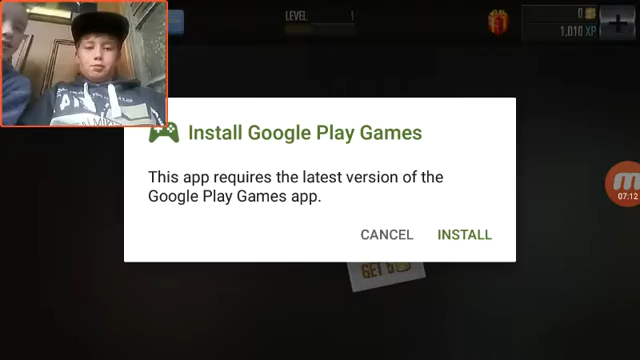 LEVEL 1
0
1.010 XP
+
Install Google Play Games
This app requires the latest version of the
Google Play Games app.
CANCEL INSTALL
07:12
GET